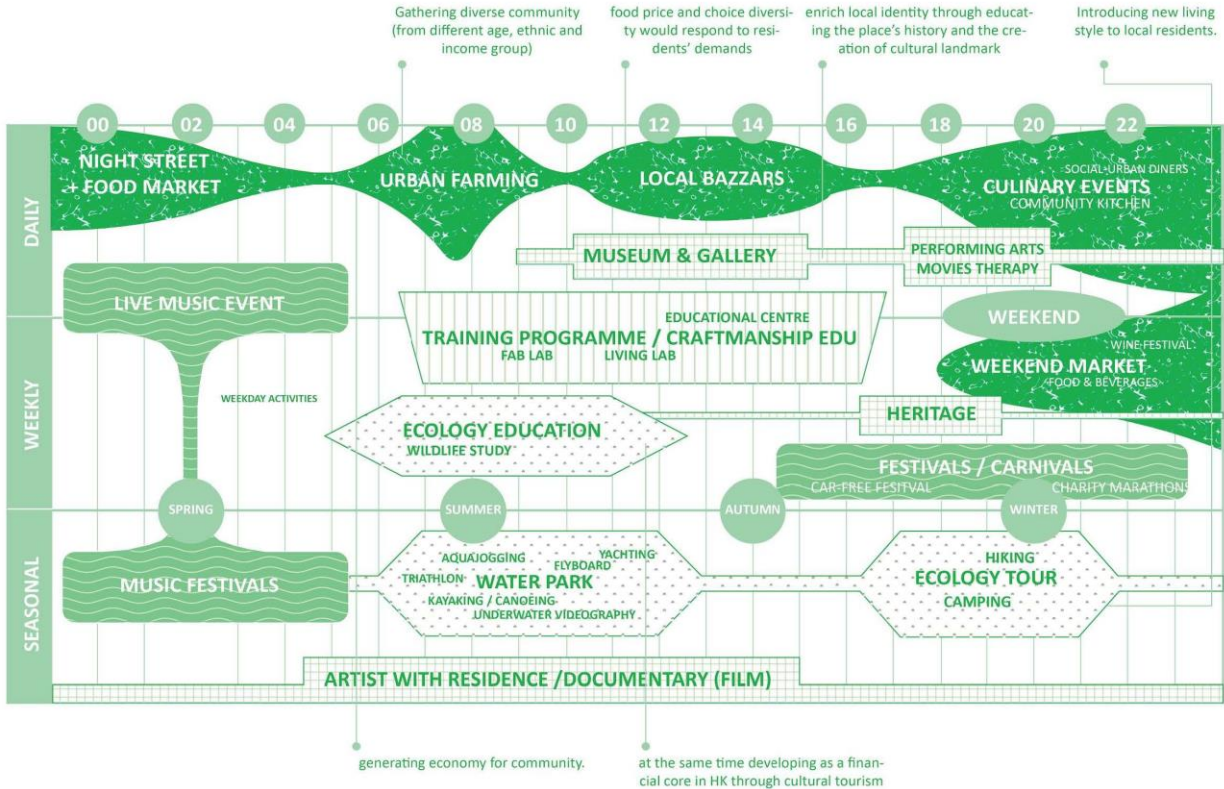 Gathering diverse community
(from different age, ethnic and
income group)
food price and choice diversi-
ty would respond to resi-
dents' demands
enrich local identity through educat-
ing the place's history and the cre-
ation of cultural landmark
Introducing new living
style to local residents.
00 02 04 06 08 10 12 14 16 18 20 22
DAILY
NIGHT STREET
+ FOOD MARKET
URBAN FARMING
LOCAL BAZZARS
SOCIAL-URBAN DINERS
CULINARY EVENTS
COMMUNITY KITCHEN
MUSEUM & GALLERY
PERFORMING ARTS
MOVIES THERAPY
LIVE MUSIC EVENT
EDUCATIONAL CENTRE
TRAINING PROGRAMME / CRAFTMANSHIP EDU
FAB LAB LIVING LAB
WEEKEND
WINE FESTIVAL
WEEKEND MARKET
FOOD & BEVERAGES
WEEKLY
WEEKDAY ACTIVITIES
HERITAGE
ECOLOGY EDUCATION
WILDLIFE STUDY
FESTIVALS / CARNIVALS
CAR-FREE FESITVAL CHARITY MARATHONS
SPRING SUMMER AUTUMN WINTER
SEASONAL
MUSIC FESTIVALS
AQUAJOGGING
YACHTING
FLYBOARD
TRIATHLON
WATER PARK
KAYAKING / CANOEING
UNDERWATER VIDEOGRAPHY
HIKING
ECOLOGY TOUR
CAMPING
ARTIST WITH RESIDENCE /DOCUMENTARY (FILM)
generating economy for community.
at the same time developing as a finan-
cial core in HK through cultural tourism